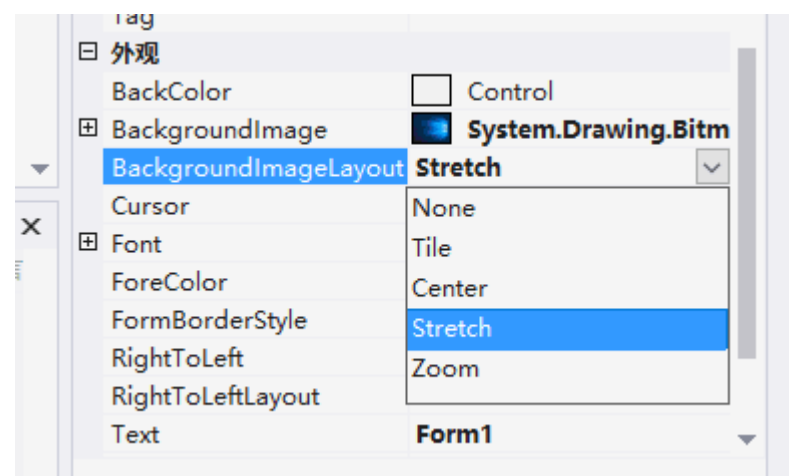 Tag
外观
BackColor Control
BackgroundImage System.Drawing.Bitm
BackgroundImageLayout Stretch
Cursor None
Font Tile
ForeColor Center
FormBorderStyle Stretch
RightToLeft Zoom
RightToLeftLayout
Text Form1